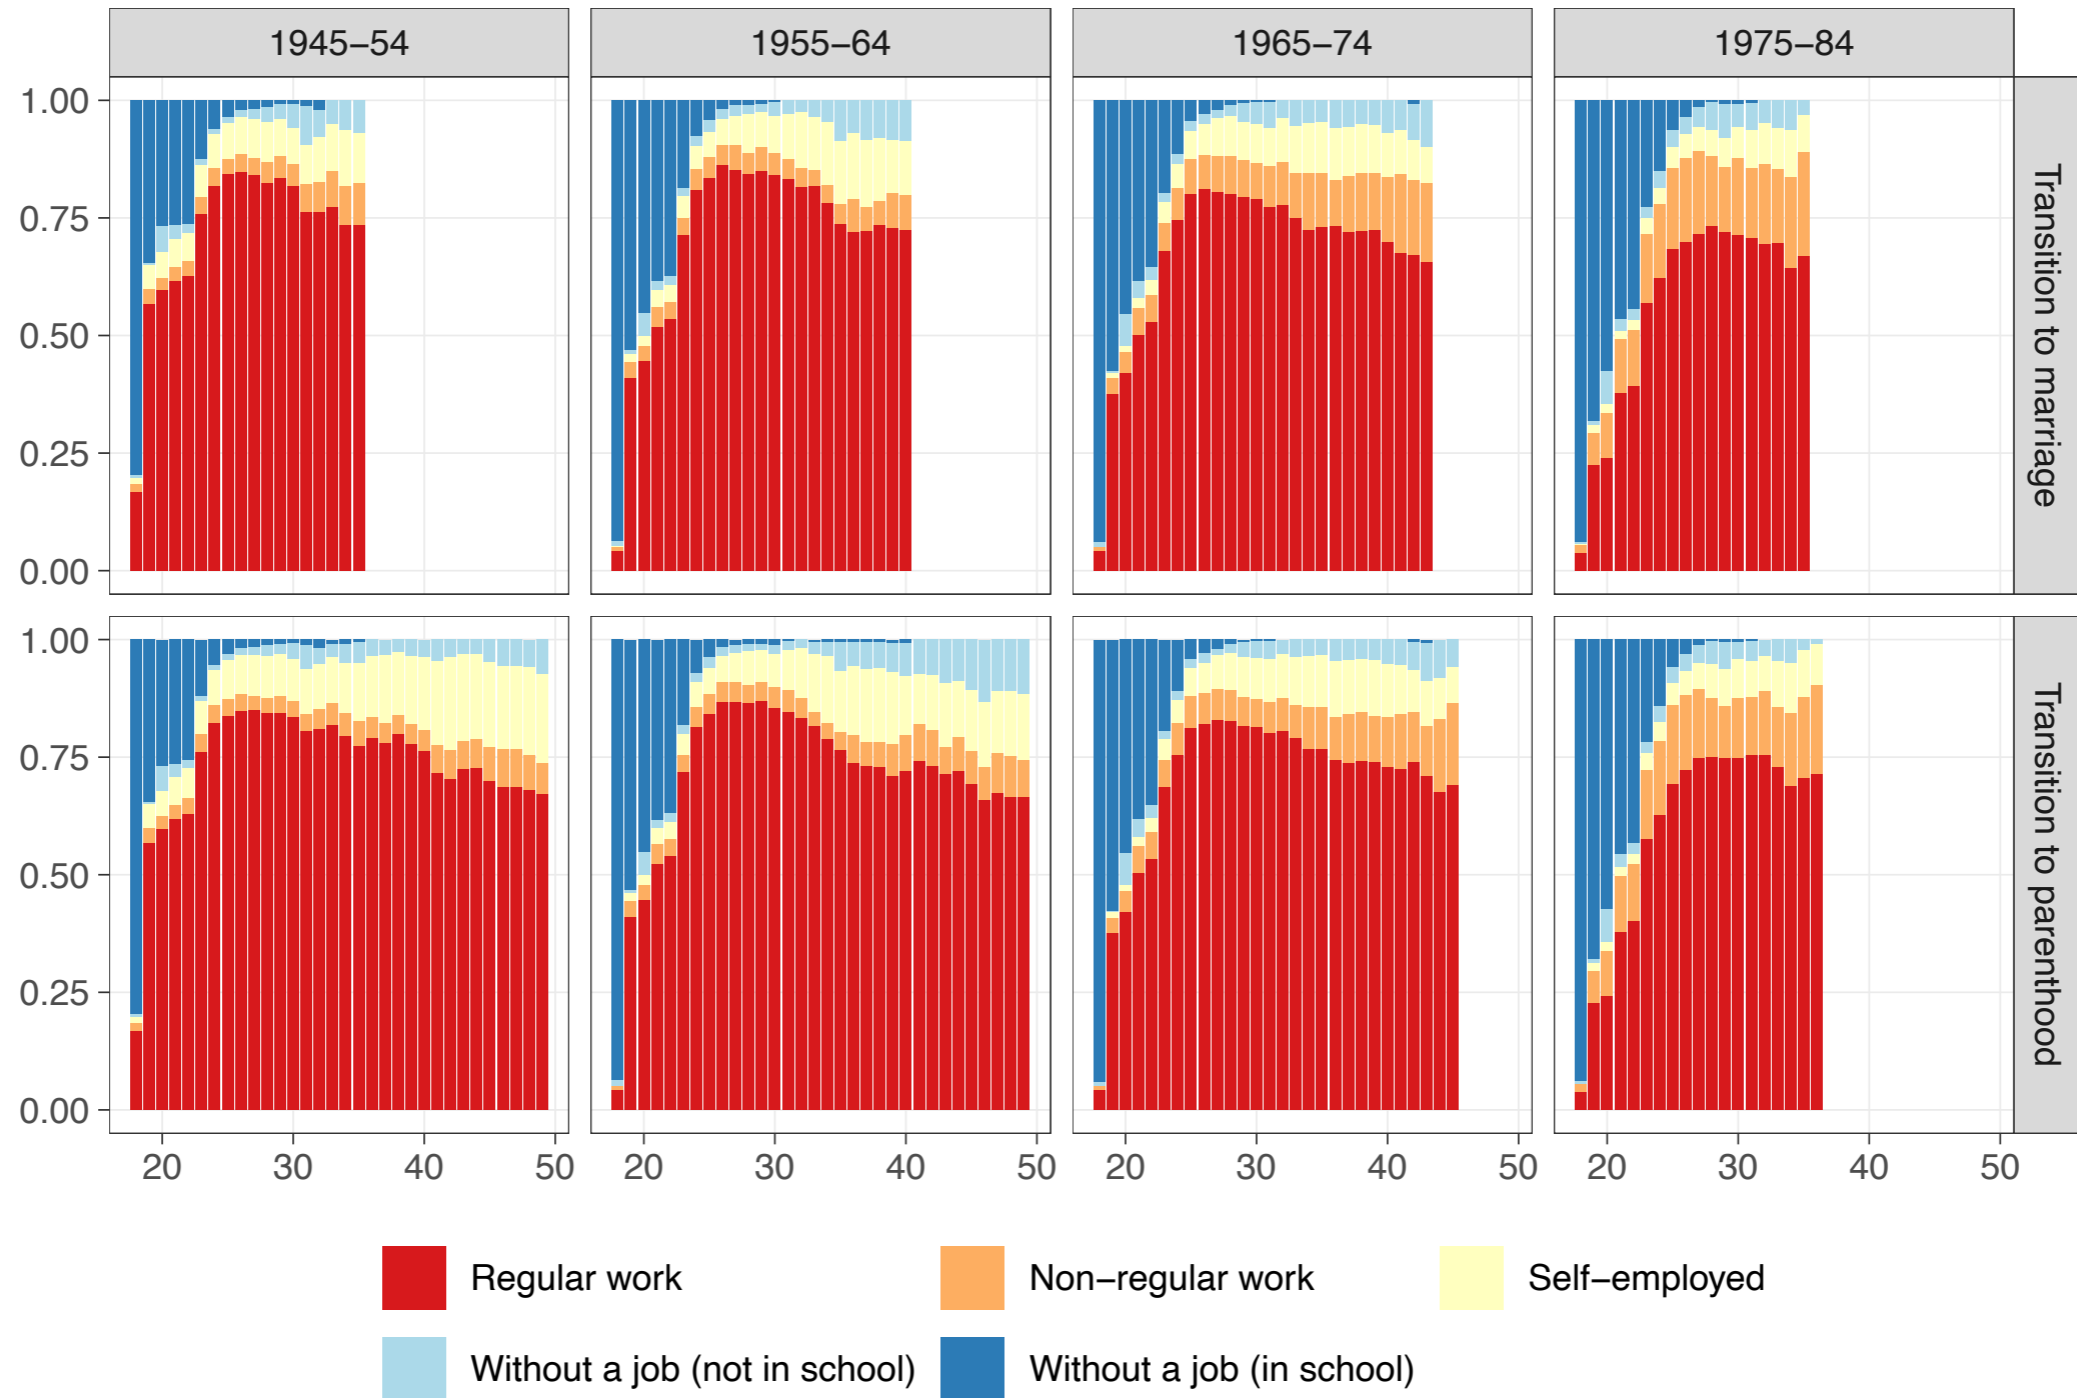 1945–54 1955–64 1965–74 1975–84
1.00
0.75
0.50
0.25
0.00
Transition to marriage
1.00
0.75
0.50
0.25
0.00
Transition to parenthood
20 30 40 50 20 30 40 50 20 30 40 50 20 30 40 50
Regular work Non–regular work Self–employed
Without a job (not in school) Without a job (in school)